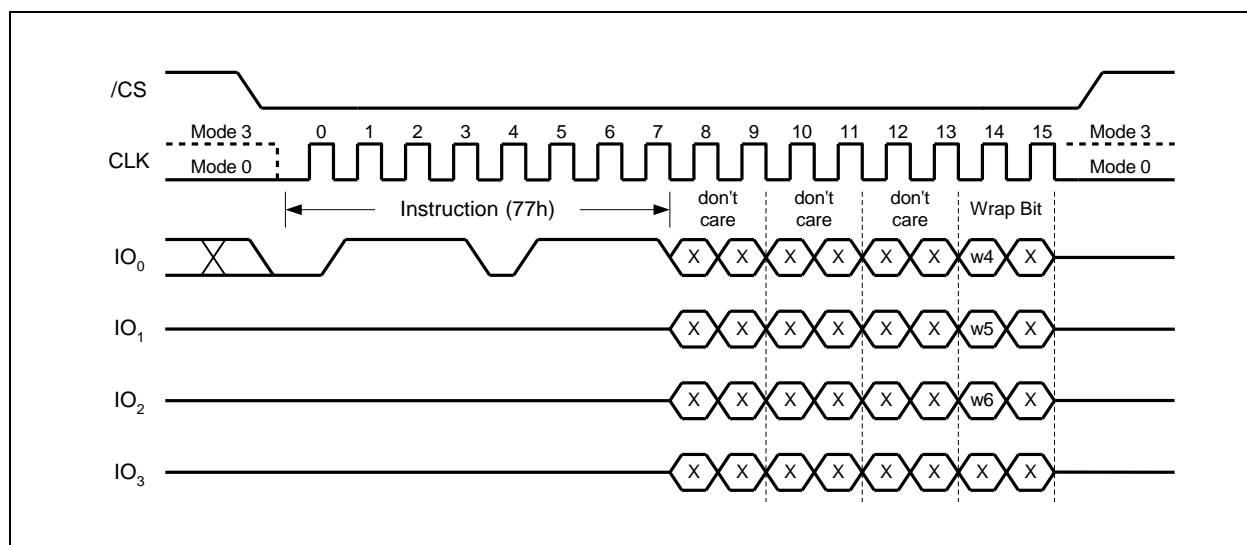 /CS
Mode 3 0 1 2 3 4 5 6 7 8 9 10 11 12 13 14 15 Mode 3
CLK
Mode 0 Mode 0
Instruction (77h) don't care don't care don't care Wrap Bit
IO0 X X X X X X w4 X
IO1 X X X X X X w5 X
IO2 X X X X X X w6 X
IO3 X X X X X X X X